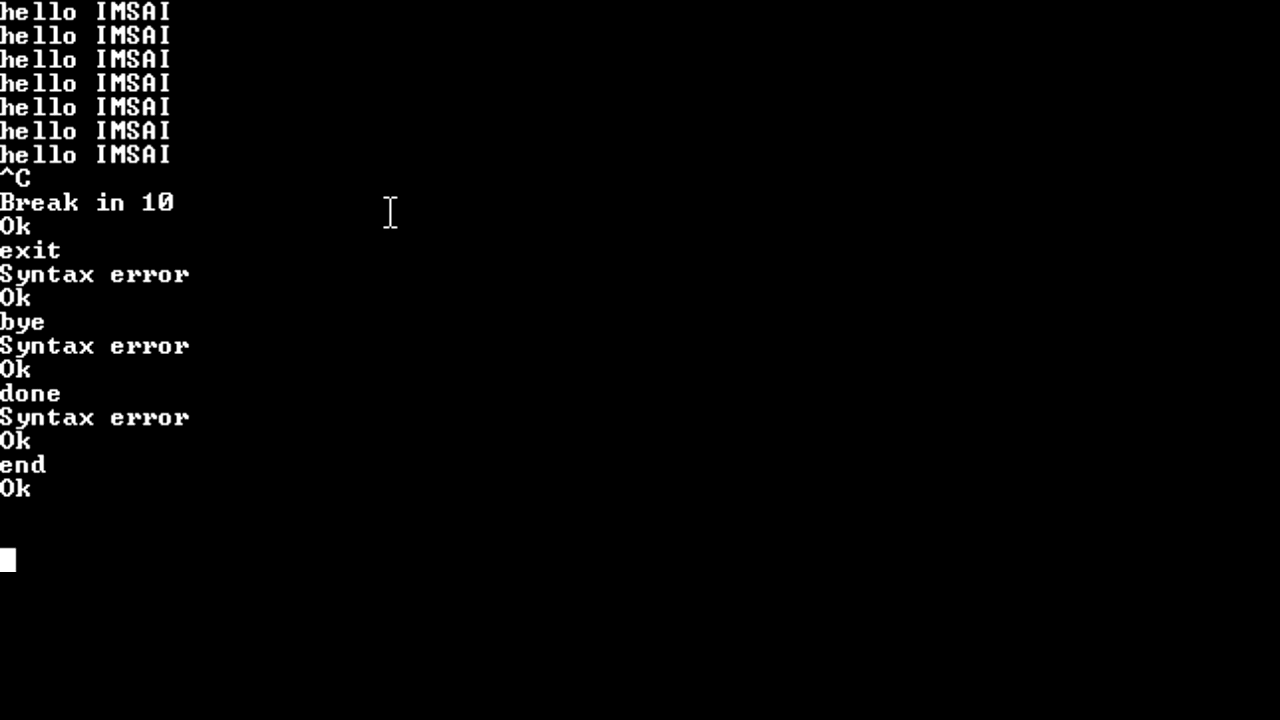 hello IMSAI
hello IMSAI
hello IMSAI
hello IMSAI
hello IMSAI
hello IMSAI
hello IMSAI
^C
Break in 10
Ok
exit
Syntax error
Ok
bye
Syntax error
Ok
done
Syntax error
Ok
end
Ok